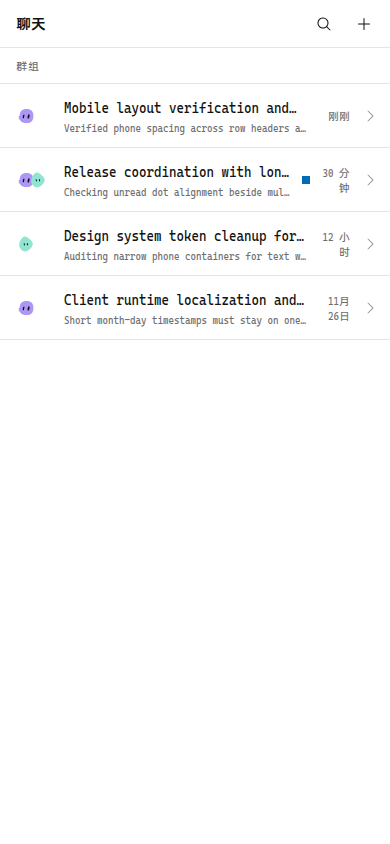 聊天
群组
Mobile layout verification and…
刚刚
Verified phone spacing across row headers a…
Release coordination with lon…
30 分
钟
Checking unread dot alignment beside mul…
Design system token cleanup for…
12 小
时
Auditing narrow phone containers for text w…
Client runtime localization and…
11月
26日
Short month-day timestamps must stay on one…